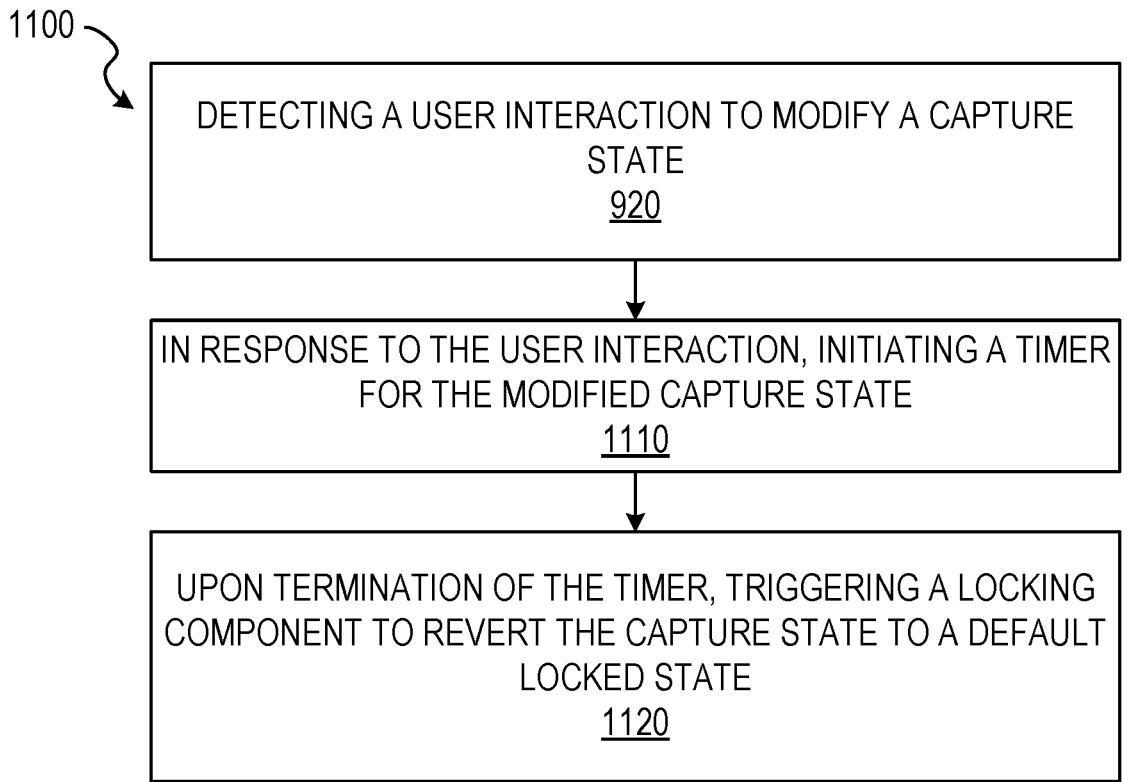 1100
DETECTING A USER INTERACTION TO MODIFY A CAPTURE
STATE
920
IN RESPONSE TO THE USER INTERACTION, INITIATING A TIMER
FOR THE MODIFIED CAPTURE STATE
1110
UPON TERMINATION OF THE TIMER, TRIGGERING A LOCKING
COMPONENT TO REVERT THE CAPTURE STATE TO A DEFAULT
LOCKED STATE
1120